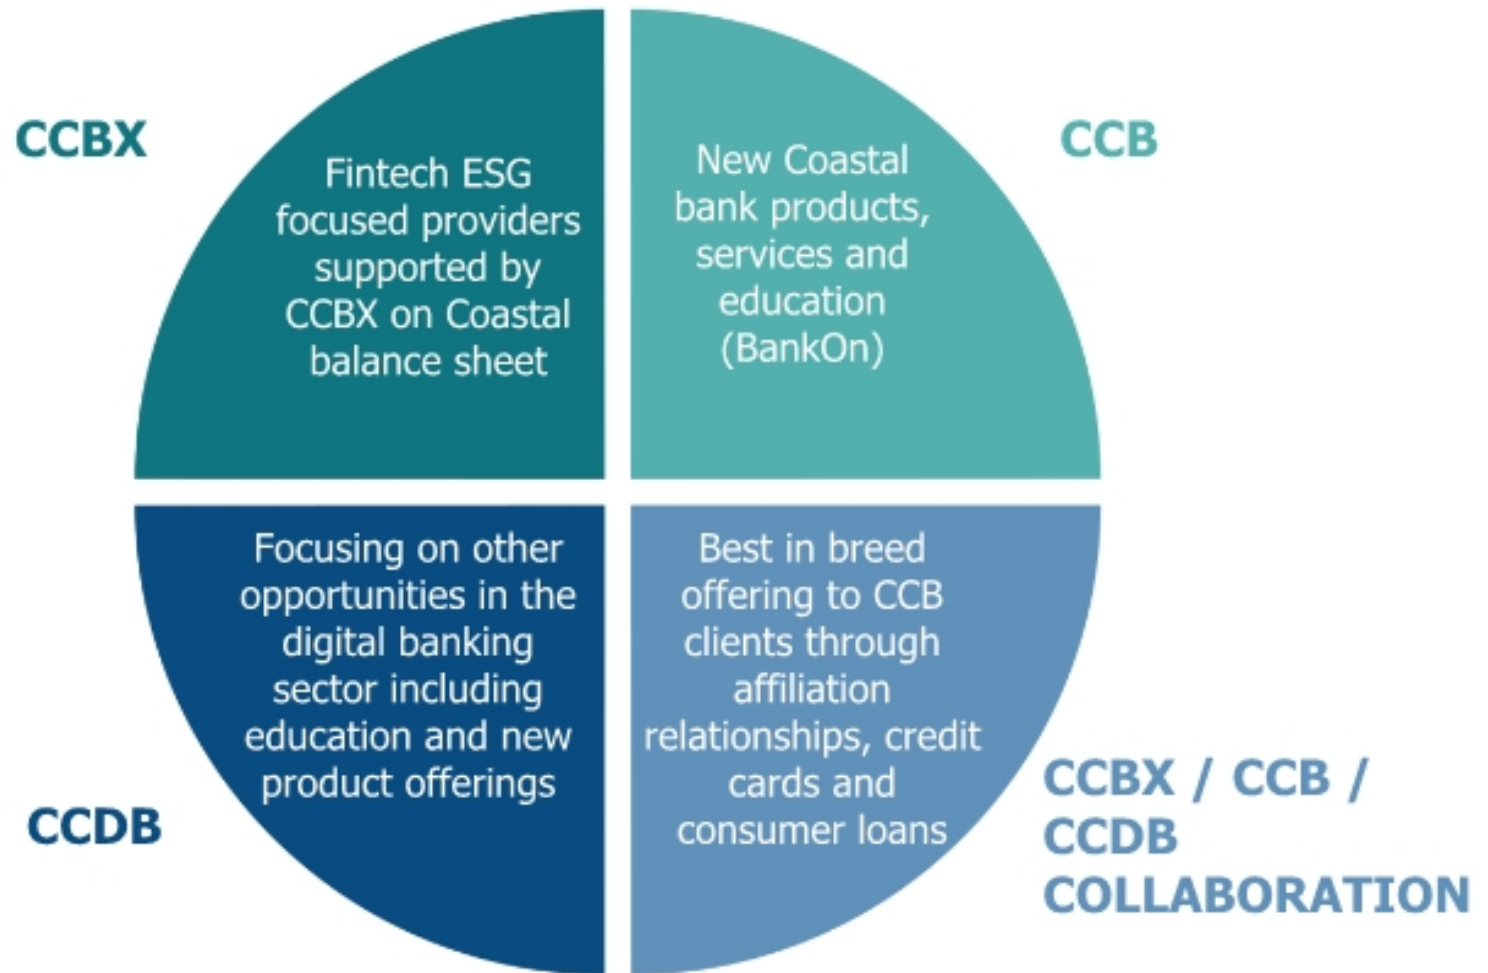 CCBX
Fintech ESG
focused providers
supported by
CCBX on Coastal
balance sheet
CCB
New Coastal
bank products,
services and
education
(BankOn)
CCDB
Focusing on other
opportunities in the
digital banking
sector including
education and new
product offerings
Best in breed
offering to CCB
clients through
affiliation
relationships, credit
cards and
consumer loans
CCBX / CCB /
CCDB
COLLABORATION